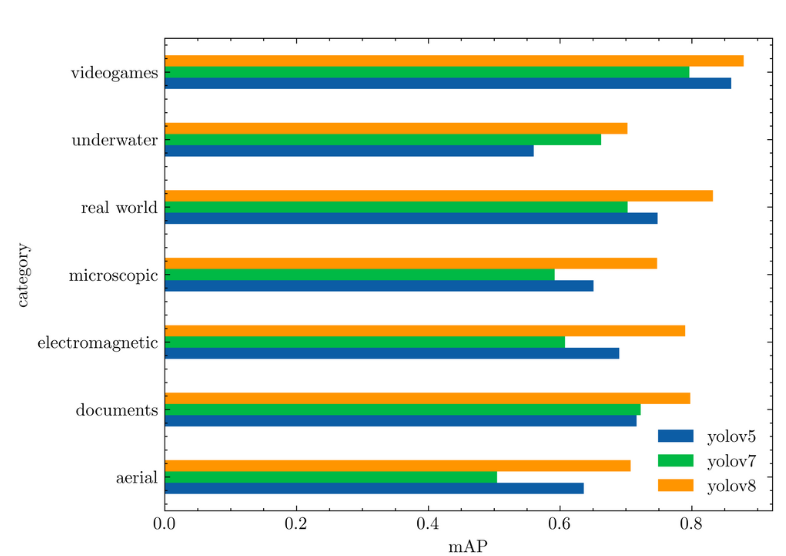 videogames
underwater
real world
microscopic
electromagnetic
documents
aerial
category
yolov5
yolov7
yolov8
0.0 0.2 0.4 0.6 0.8
mAP